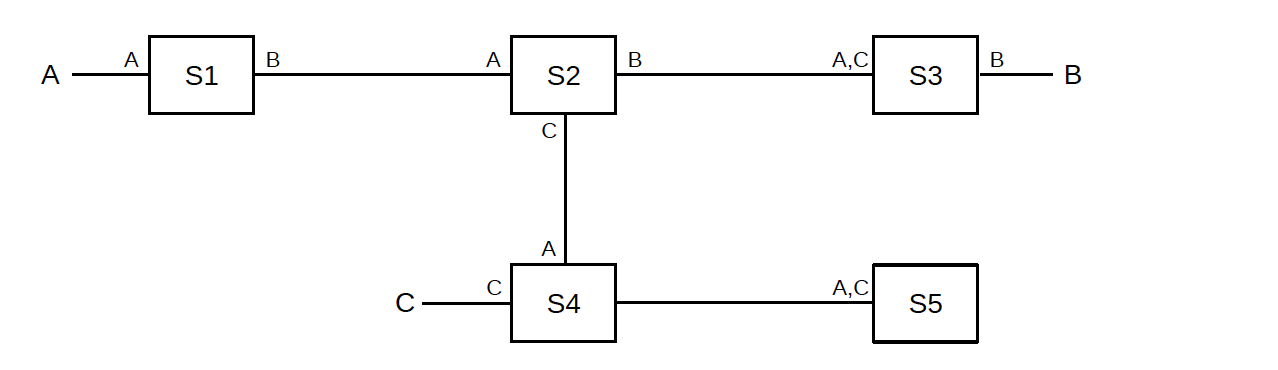 A A S1 B A S2 B A,C S3 B B
C
A
C C S4 A,C S5